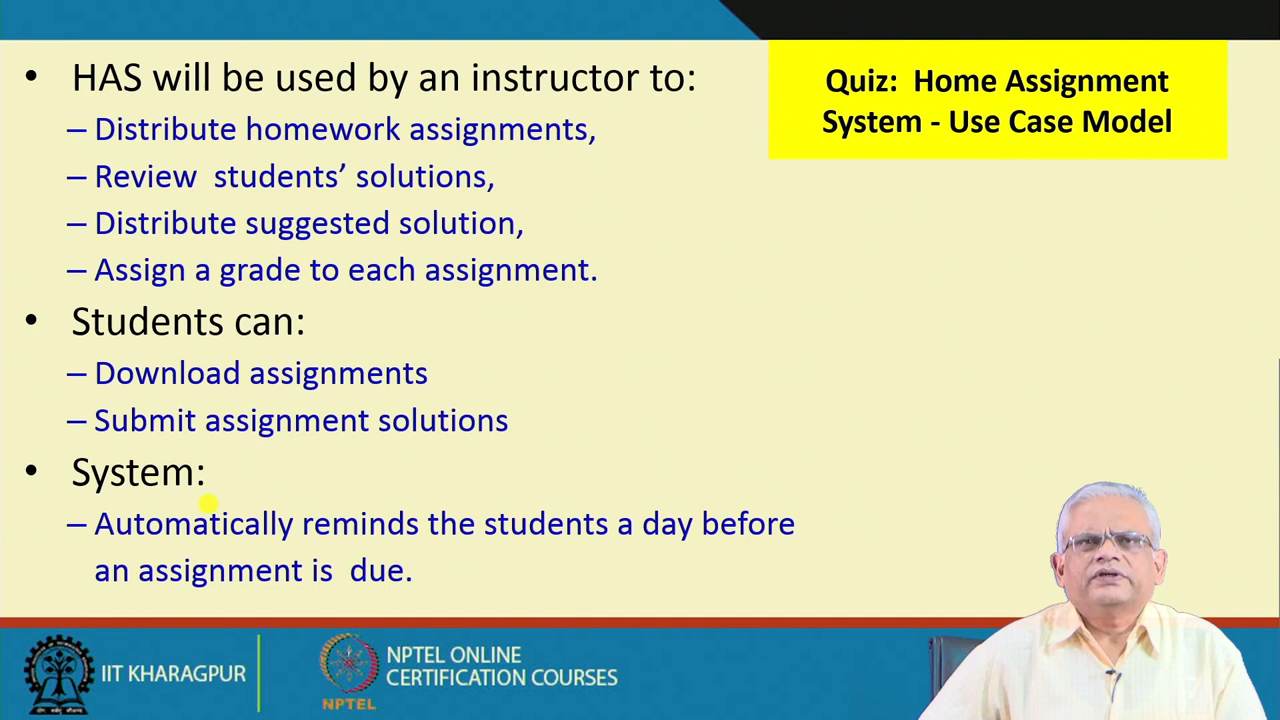 • HAS will be used by an instructor to:
– Distribute homework assignments,
– Review students’ solutions,
– Distribute suggested solution,
– Assign a grade to each assignment.
• Students can:
– Download assignments
– Submit assignment solutions
• System:
– Automatically reminds the students a day before
an assignment is due.
Quiz: Home Assignment
System - Use Case Model
IIT KHARAGPUR
NPTEL
NPTEL ONLINE
CERTIFICATION COURSES